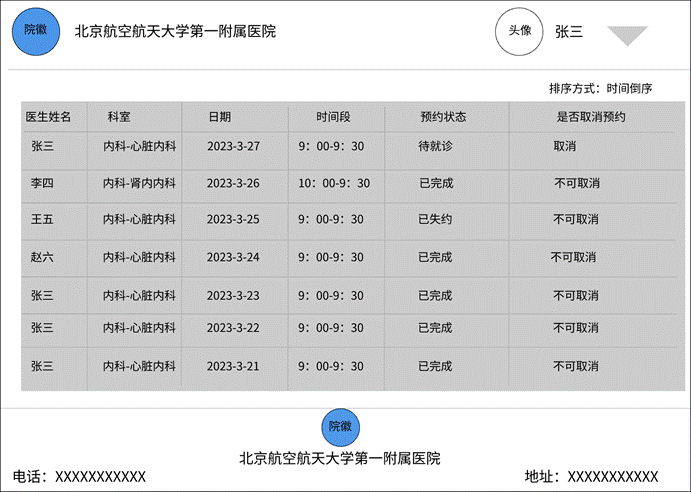 院徽 北京航空航天大学第一附属医院 头像 张三
排序方式：时间倒序
医生姓名 科室 日期 时间段 预约状态 是否取消预约
张三 内科-心脏内科 2023-3-27 9：00-9：30 待就诊 取消
李四 内科-肾内内科 2023-3-26 10：00-9：30 已完成 不可取消
王五 内科-心脏内科 2023-3-25 9：00-9：30 已失约 不可取消
赵六 内科-心脏内科 2023-3-24 9：00-9：30 已完成 不可取消
张三 内科-心脏内科 2023-3-23 9：00-9：30 已完成 不可取消
张三 内科-心脏内科 2023-3-22 9：00-9：30 已完成 不可取消
张三 内科-心脏内科 2023-3-21 9：00-9：30 已完成 不可取消
院徽
北京航空航天大学第一附属医院
电话：XXXXXXXXXXX 地址：XXXXXXXXXXX